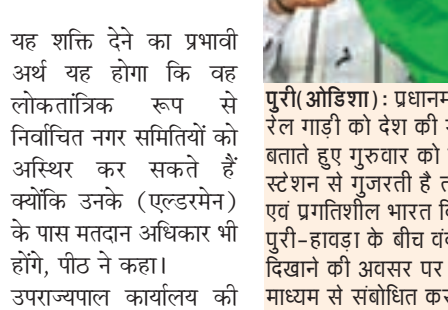 यह शक्ति देने का प्रभावी
अर्थ यह होगा कि वह
लोकतांत्रिक रूप से
निर्वाचित नगर समितियों को
अस्थिर कर सकते हैं
क्योंकि उनके (एल्डरमेन)
के पास मतदान अधिकार भी
होंगे, पीठ ने कहा।
उपराज्यपाल कार्यालय की
पुरी(ओडिशा): प्रधानम
रेल गाड़ी को देश की
बताते हुए गुरुवार को
स्टेशन से गुजरती है
एवं प्रगतिशील भारत
पुरी-हावड़ा के बीच
दिखाने की अवसर पर
माध्यम से संबोधित